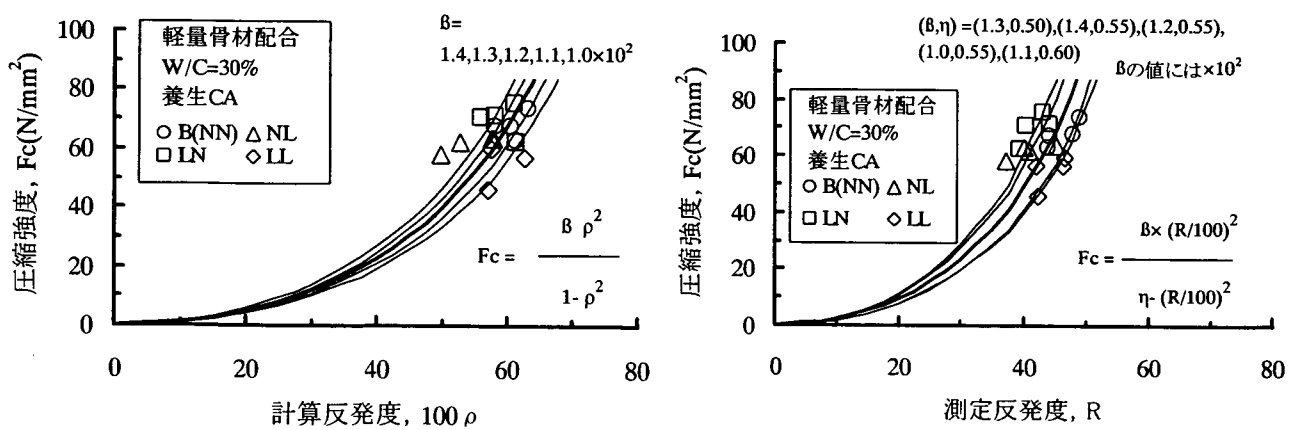 圧縮強度, Fc(N/mm²)
100
80
60
40
20
0
軽量骨材配合
W/C=30%
養生CA
○ B(NN) △ NL
□ LN ◇ LL
ß=
1.4,1.3,1.2,1.1,1.0×10²
Fc = ß ρ²
1- ρ²
0 20 40 60 80
計算反発度, 100 ρ
圧縮強度, Fc(N/mm²)
100
80
60
40
20
0
(ß,η) =(1.3,0.50),(1.4,0.55),(1.2,0.55),
(1.0,0.55),(1.1,0.60)
ßの値には×10²
軽量骨材配合
W/C=30%
養生CA
○ B(NN) △ NL
□ LN ◇ LL
Fc = ß× (R/100)²
η- (R/100)²
0 20 40 60 80
測定反発度, R